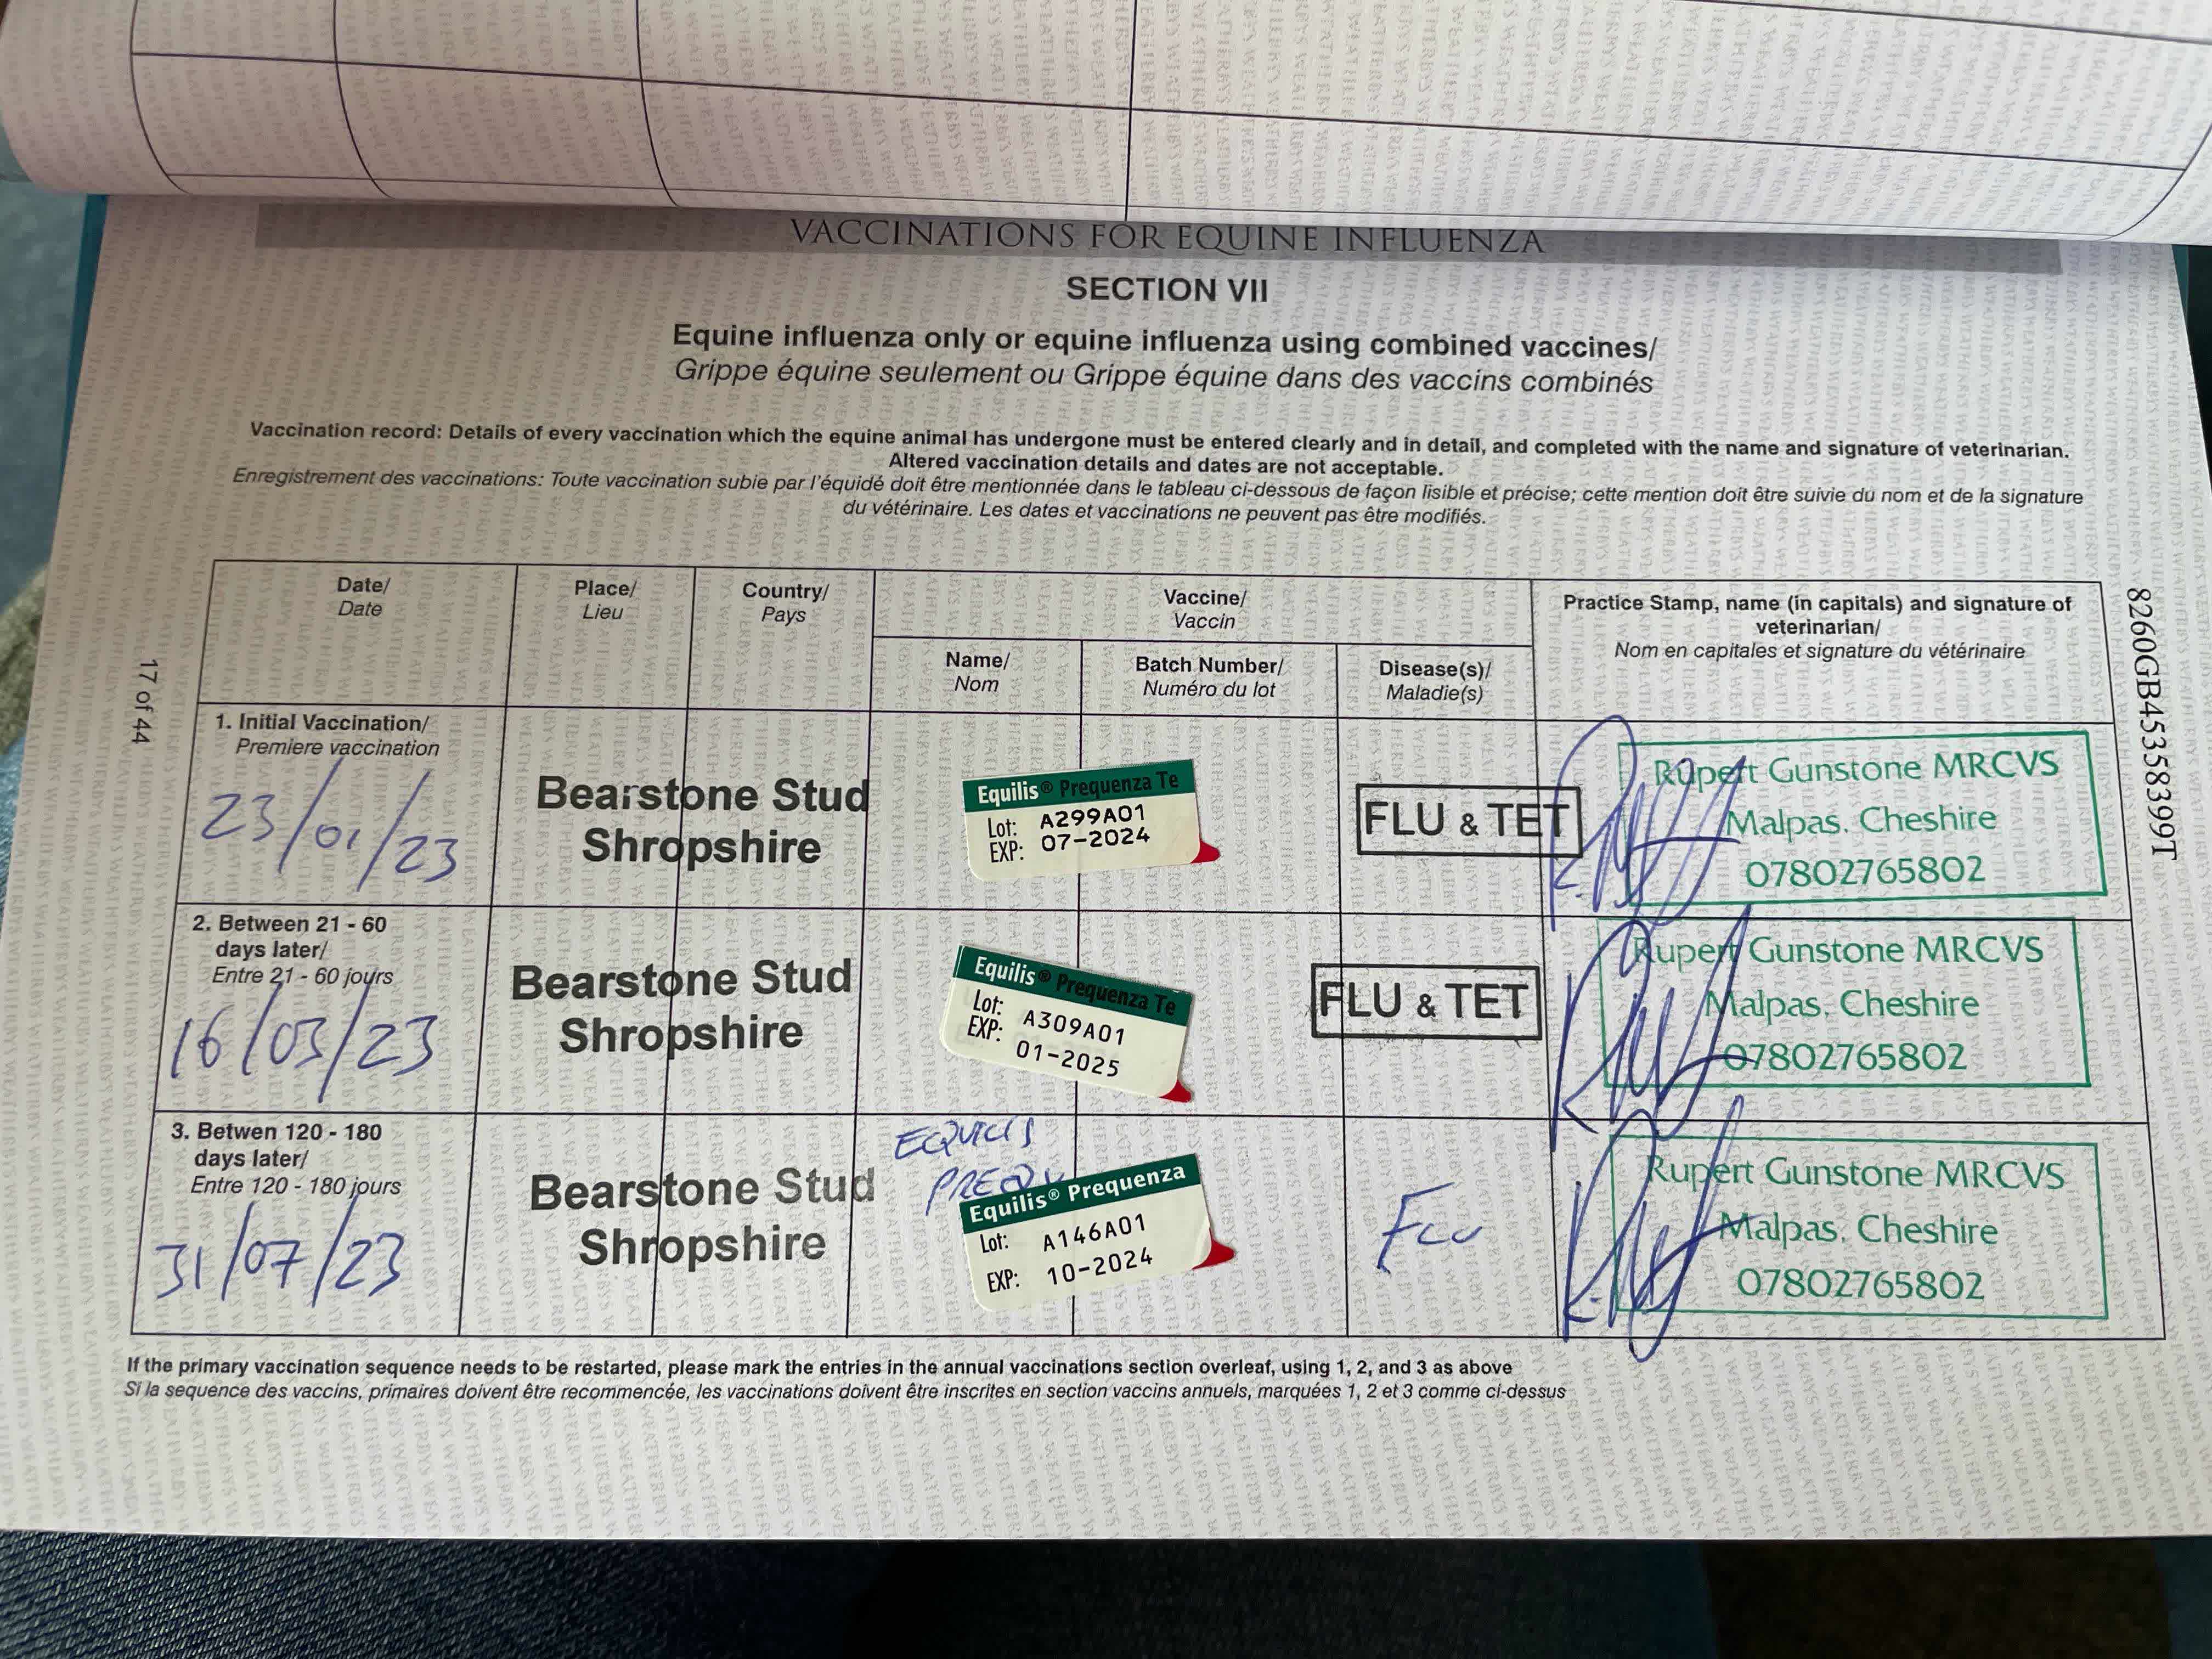 VACCINATIONS FOR EQUINE INFLUENZA
SECTION VII
Equine influenza only or equine influenza using combined vaccines/
Grippe équine seulement ou Grippe équine dans des vaccins combinés
Vaccination record: Details of every vaccination which the equine animal has undergone must be entered clearly and in detail, and completed with the name and signature of veterinarian.
Altered vaccination details and dates are not acceptable.
Enregistrement des vaccinations: Toute vaccination subie par l'équidé doit être mentionnée dans le tableau ci-dessous de façon lisible et précise; cette mention doit être suivie du nom et de la signature
du vétérinaire. Les dates et vaccinations ne peuvent pas être modifiés.
Date/
Date
Place/
Lieu
Country/
Pays
Vaccine/
Vaccin
Name/
Nom
Batch Number/
Numéro du lot
Disease(s)/
Maladie(s)
Practice Stamp, name (in capitals) and signature of
veterinarian/
Nom en capitales et signature du vétérinaire
1. Initial Vaccination/
Premiere vaccination
23/01/23
Bearstone Stud
Shropshire
Equilis® Prequenza Te
Lot: A299A01
EXP: 07-2024
FLU & TET
Rupert Gunstone MRCVS
Malpas. Cheshire
07802765802
2. Between 21 - 60
days later/
Entre 21 - 60 jours
16/03/23
Bearstone Stud
Shropshire
Equilis® Prequenza Te
Lot: A309A01
EXP: 01-2025
FLU & TET
Rupert Gunstone MRCVS
Malpas. Cheshire
07802765802
3. Betwen 120 - 180
days later/
Entre 120 - 180 jours
31/07/23
Bearstone Stud
Shropshire
EQUILIS
PREQU
Equilis® Prequenza
Lot: A146A01
EXP: 10-2024
FLU
Rupert Gunstone MRCVS
Malpas. Cheshire
07802765802
If the primary vaccination sequence needs to be restarted, please mark the entries in the annual vaccinations section overleaf, using 1, 2, and 3 as above
Si la sequence des vaccins, primaires doivent être recommencée, les vaccinations doivent être inscrites en section vaccins annuels, marquées 1, 2 et 3 comme ci-dessus
17 of 44
8260GB45358399T